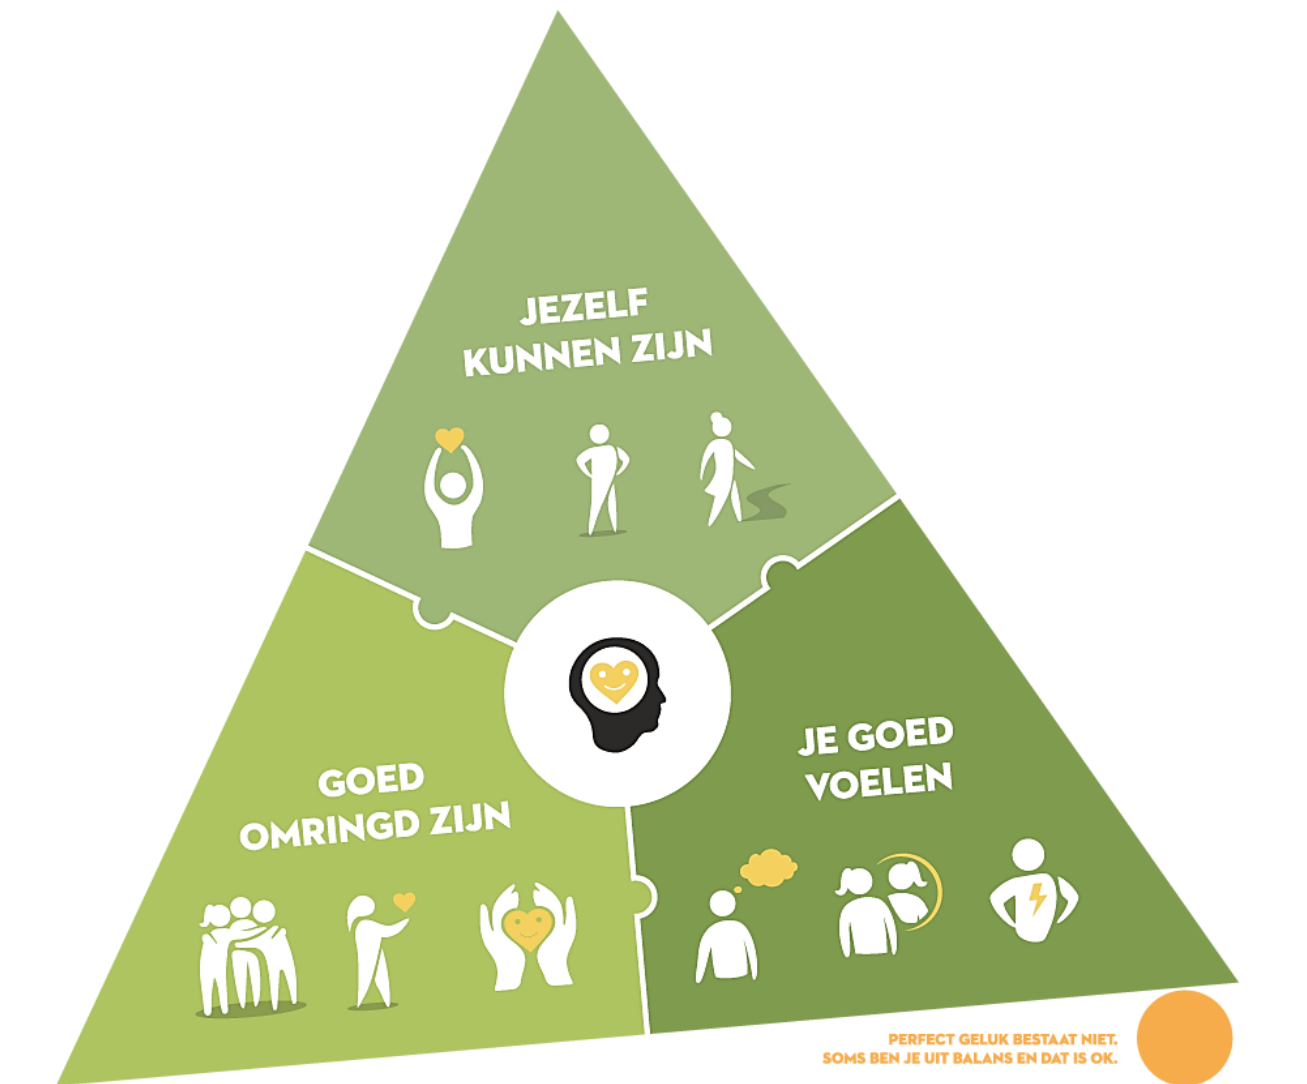 JEZELF
KUNNEN ZIJN
GOED
OMRINGD ZIJN
JE GOED
VOELEN
PERFECT GELUK BESTAAT NIET.
SOMS BEN JE UIT BALANS EN DAT IS OK.